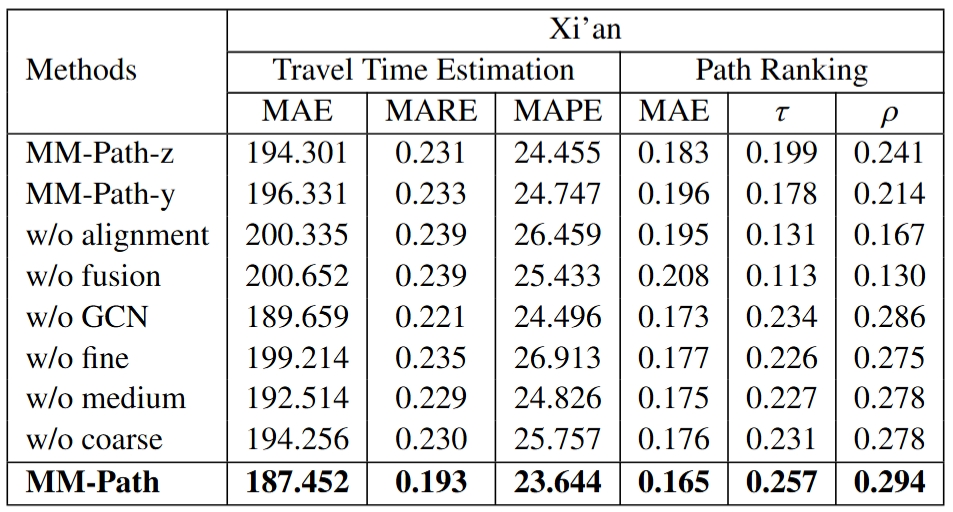 Xi’an
Methods Travel Time Estimation Path Ranking
MAE MARE MAPE MAE τ ρ
MM-Path-z 194.301 0.231 24.455 0.183 0.199 0.241
MM-Path-y 196.331 0.233 24.747 0.196 0.178 0.214
w/o alignment 200.335 0.239 26.459 0.195 0.131 0.167
w/o fusion 200.652 0.239 25.433 0.208 0.113 0.130
w/o GCN 189.659 0.221 24.496 0.173 0.234 0.286
w/o fine 199.214 0.235 26.913 0.177 0.226 0.275
w/o medium 192.514 0.229 24.826 0.175 0.227 0.278
w/o coarse 194.256 0.230 25.757 0.176 0.231 0.278
MM-Path 187.452 0.193 23.644 0.165 0.257 0.294